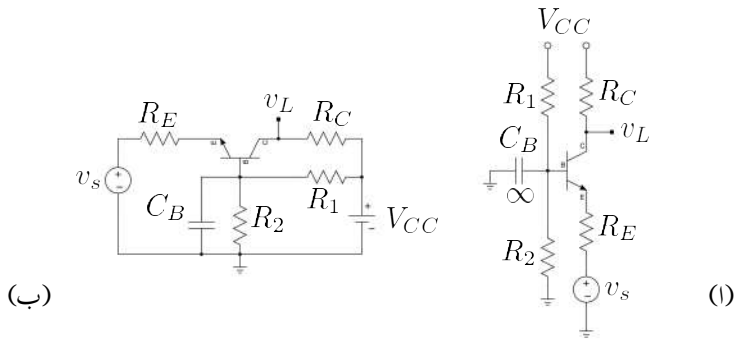 V_CC
R_1
R_C
v_L
C_B
C
B
∞
E
R_2
R_E
v_s
(ا)
R_E
v_L
R_C
E
C
B
v_s
C_B
R_2
R_1
V_CC
(ب)